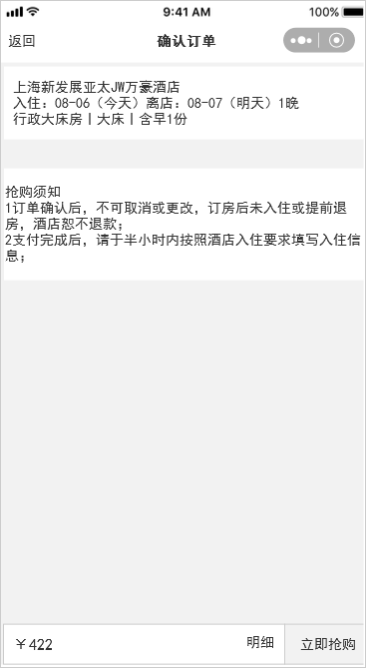 9:41 AM 100%
返回 确认订单
上海新发展亚太JW万豪酒店
入住：08-06（今天）离店：08-07（明天）1晚
行政大床房丨大床丨含早1份
抢购须知
1订单确认后，不可取消或更改，订房后未入住或提前退
房，酒店恕不退款；
2支付完成后，请于半小时内按照酒店入住要求填写入住信
息；
￥422 明细 立即抢购